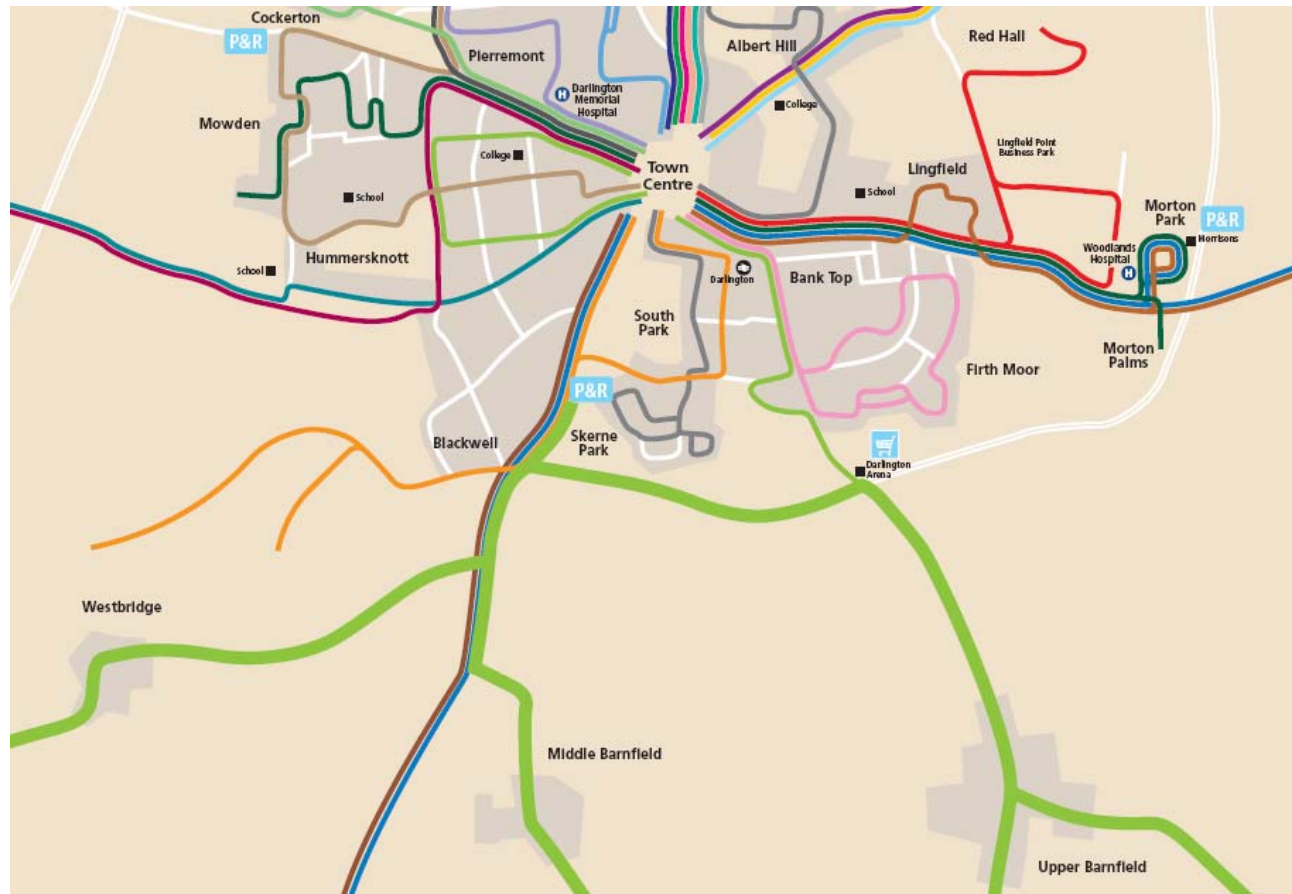 Cockerton
P&R
Pierremont
Albert Hill
Red Hall
H
Darlington
Memorial
Hospital
College
Mowden
College
Town
Centre
Lingfield Point
Business Park
Lingfield
School
School
Morton
Park
P&R
Morrisons
Hummersknott
School
Woodlands
Hospital
H
Darlington
Bank Top
South
Park
Morton
Palms
Firth Moor
P&R
Blackwell
Skerne
Park
Darlington
Arena
Westbridge
Middle Barnfield
Upper Barnfield